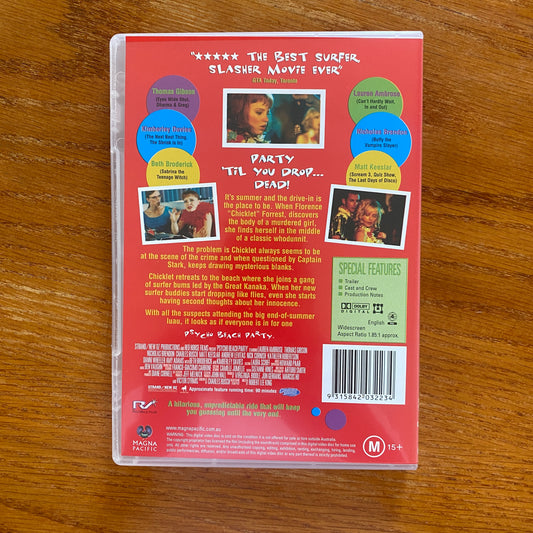 "★★★★★ THE BEST SURFER
SLASHER MOVIE EVER"
GTA Today, Toronto
Thomas Gibson
(Eyes Wide Shut,
Dharma & Greg)
Kimberley Davies
(The Next Best Thing,
The Shrink Is In)
Beth Broderick
(Sabrina the
Teenage Witch)
Lauren Ambrose
(Can't Hardly Wait,
In and Out)
Nicholas Brendon
(Buffy the
Vampire Slayer)
Matt Keeslar
(Scream 3, Quiz Show,
The Last Days of Disco)
PARTY
'TIL YOU DROP...
DEAD!
It's summer and the drive-in is
the place to be. When Florence
"Chicklet" Forrest, discovers
the body of a murdered girl,
she finds herself in the middle
of a classic whodunnit.
The problem is Chicklet always seems to be
at the scene of the crime and when questioned by Captain
Stark, keeps drawing mysterious blanks.
Chicklet retreats to the beach where she joins a gang
of surfer bums led by the Great Kanaka. When her new
surfer buddies start dropping like flies, even she starts
having second thoughts about her innocence.
With all the suspects attending the big end-of-summer
luau, it looks as if everyone is in for one
PSYCHO BEACH PARTY.
SPECIAL FEATURES
Trailer
Cast and Crew
Production Notes
DOLBY
DIGITAL
English
Widescreen
Aspect Ratio 1.85:1 approx.
Approximate feature running time: 90 minutes
A hilarious, unpredictable ride that will keep
you guessing until the very end.
9 315842 032234
MAGNA
PACIFIC
www.magnapacific.com.au
M 15+